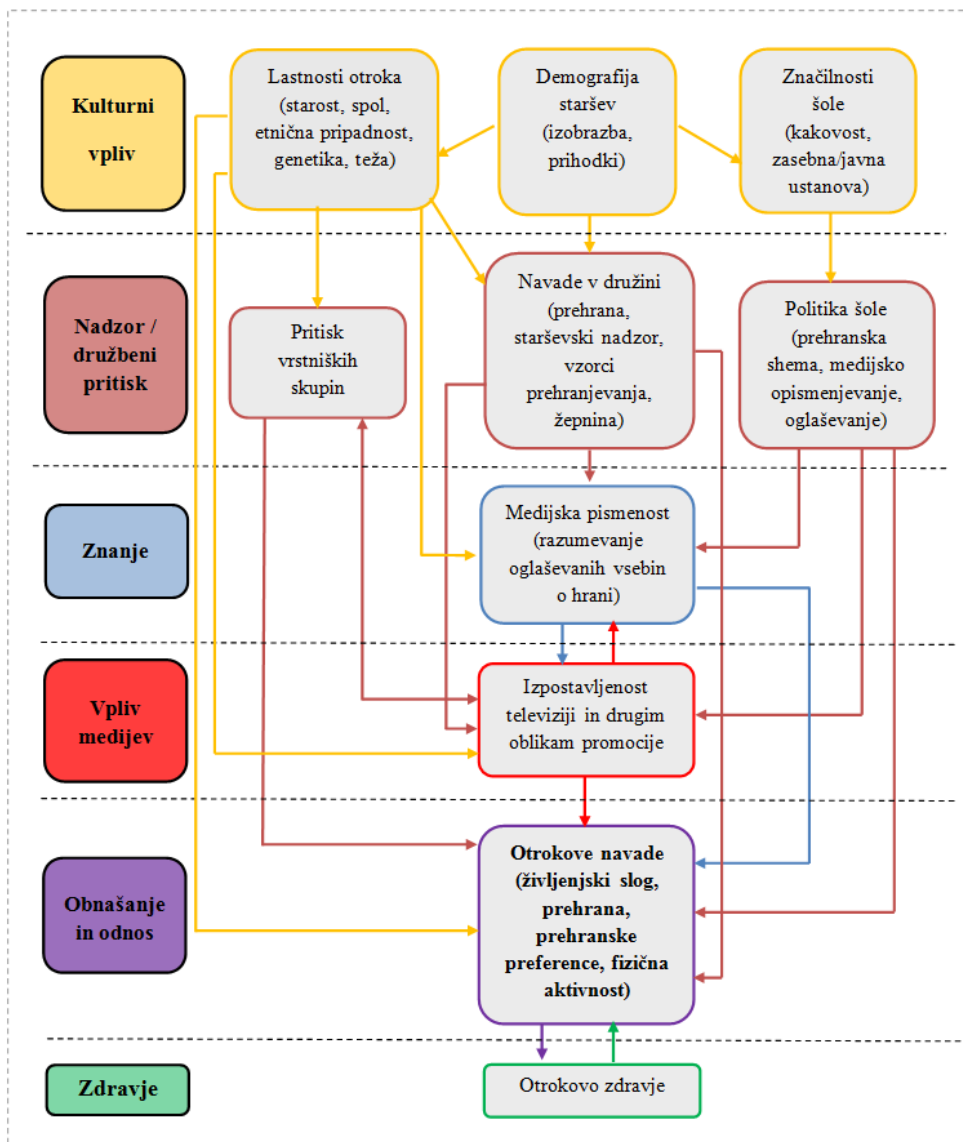 Kulturni
vpliv
Lastnosti otroka
(starost, spol,
etnična pripadnost,
genetika, teža)
Demografija
staršev
(izobrazba,
prihodki)
Značilnosti
šole
(kakovost,
zasebna/javna
ustanova)
Nadzor /
družbeni
pritisk
Pritisk
vrstniških
skupin
Navade v družini
(prehrana,
starševski nadzor,
vzorci
prehranjevanja,
žepnina)
Politika šole
(prehranska
shema, medijsko
opismenjevanje,
oglaševanje)
Znanje
Medijska pismenost
(razumevanje
oglaševanih vsebin
o hrani)
Vpliv
medijev
Izpostavljenost
televiziji in drugim
oblikam promocije
Obnašanje
in odnos
Otrokove navade
(življenjski slog,
prehrana,
prehranske
preference, fizična
aktivnost)
Zdravje
Otrokovo zdravje